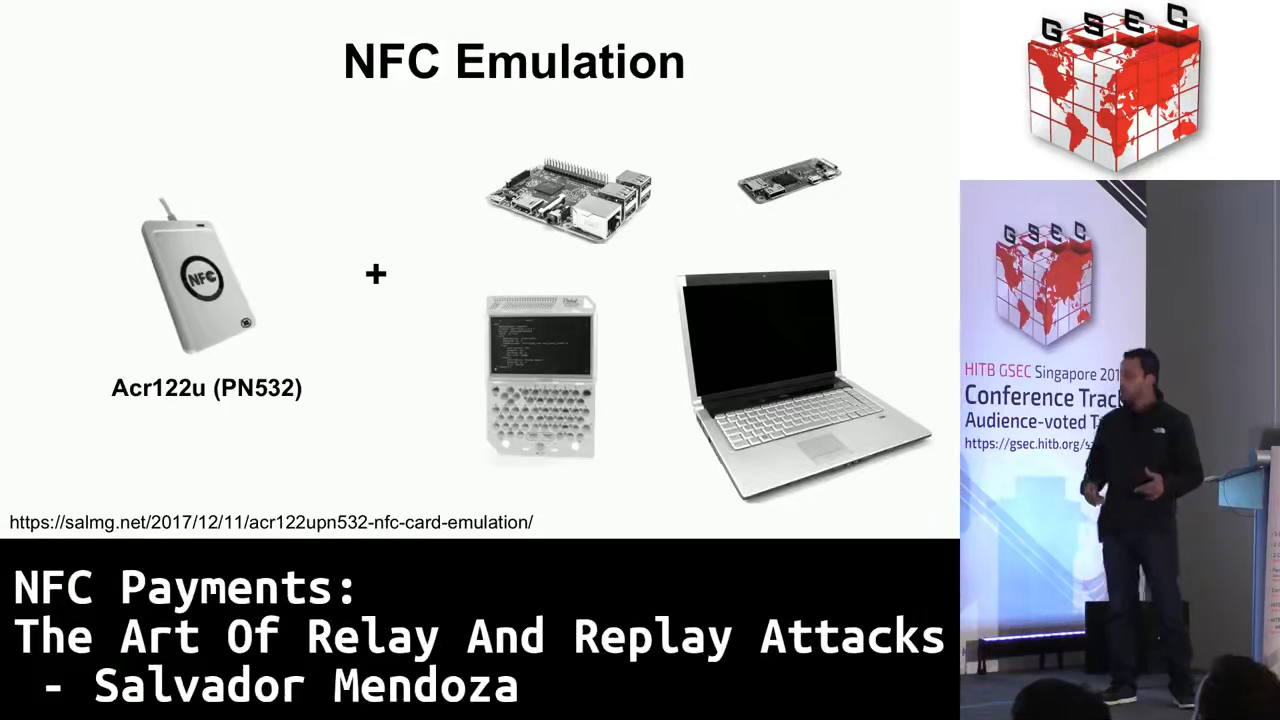 NFC Emulation
NFC
+
Acr122u (PN532)
https://salmg.net/2017/12/11/acr122upn532-nfc-card-emulation/
NFC Payments:
The Art Of Relay And Replay Attacks
- Salvador Mendoza
GSEC
GSEC
HITB GSEC Singapore 201
Conference Track
Audience-voted T
https://gsec.hitb.org/